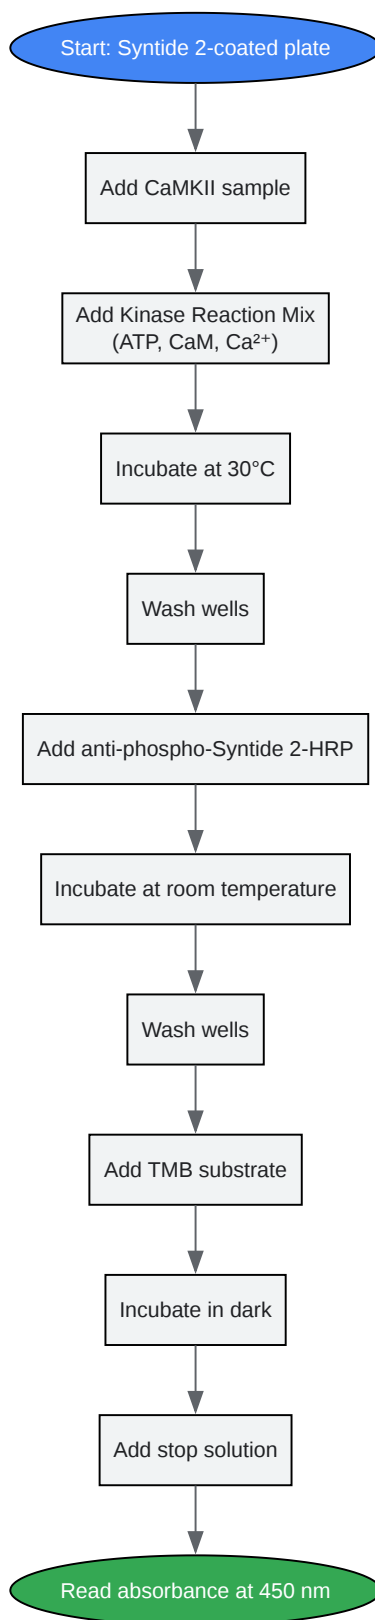 Start: Syntide 2-coated plate
Add CaMKII sample
Add Kinase Reaction Mix
(ATP, CaM, Ca²⁺)
Incubate at 30°C
Wash wells
Add anti-phospho-Syntide 2-HRP
Incubate at room temperature
Wash wells
Add TMB substrate
Incubate in dark
Add stop solution
Read absorbance at 450 nm